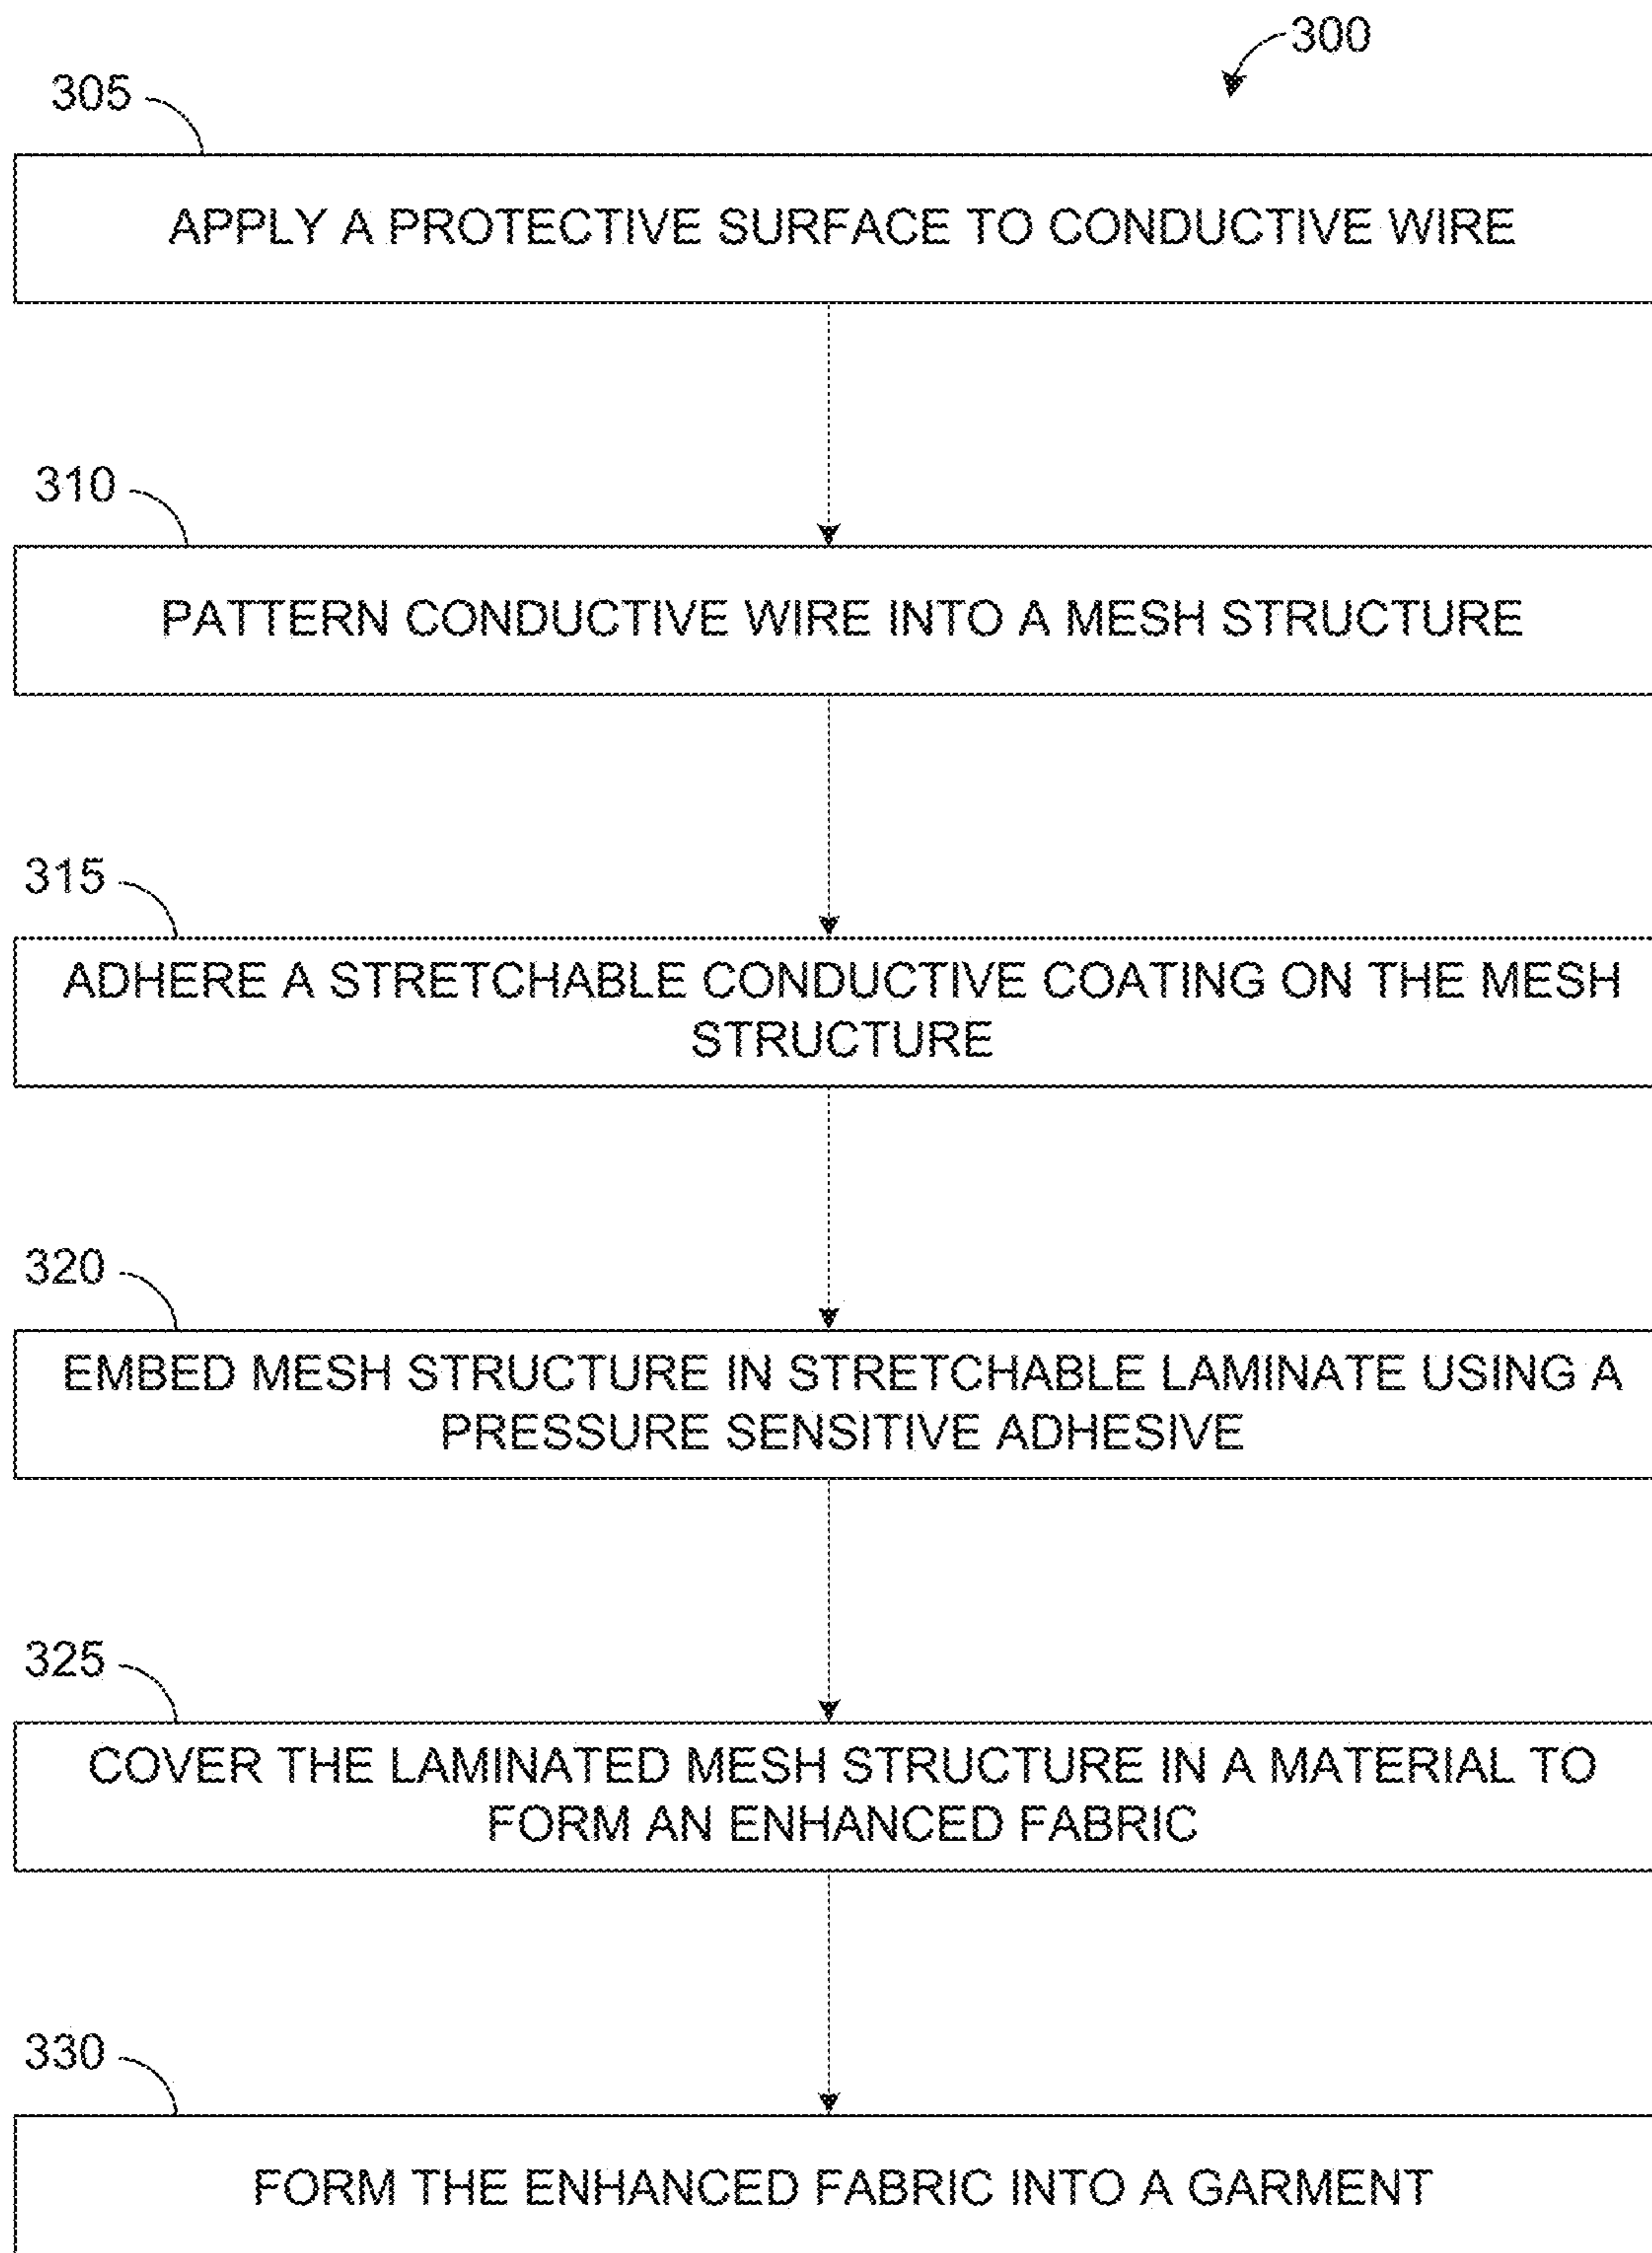 300
305
APPLY A PROTECTIVE SURFACE TO CONDUCTIVE WIRE
310
PATTERN CONDUCTIVE WIRE INTO A MESH STRUCTURE
315
ADHERE A STRETCHABLE CONDUCTIVE COATING ON THE MESH
STRUCTURE
320
EMBED MESH STRUCTURE IN STRETCHABLE LAMINATE USING A
PRESSURE SENSITIVE ADHESIVE
325
COVER THE LAMINATED MESH STRUCTURE IN A MATERIAL TO
FORM AN ENHANCED FABRIC
330
FORM THE ENHANCED FABRIC INTO A GARMENT